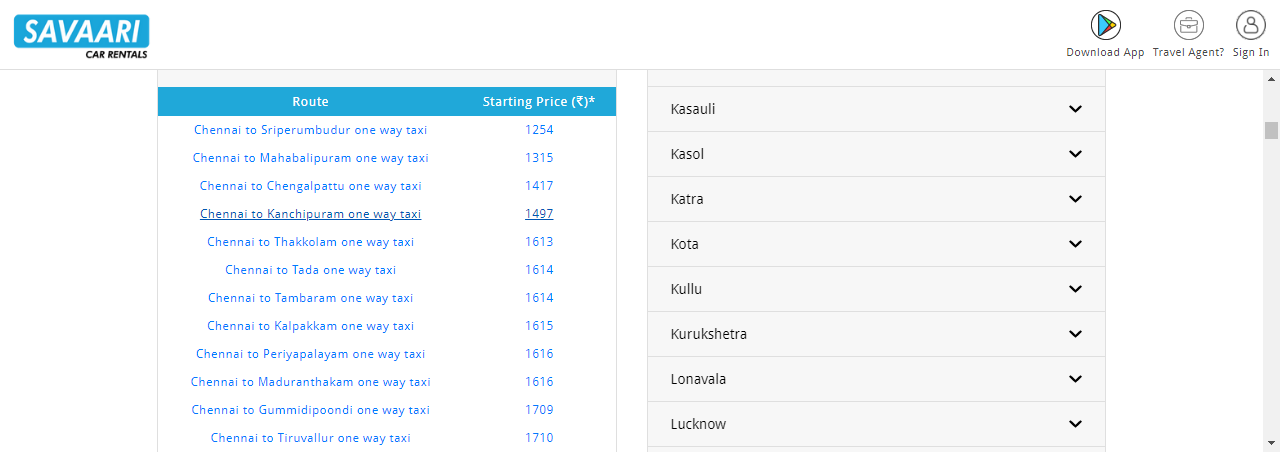 SAVAARI
CAR RENTALS
Download App
Travel Agent?
Sign In
Route Starting Price (₹)*
Chennai to Sriperumbudur one way taxi 1254
Chennai to Mahabalipuram one way taxi 1315
Chennai to Chengalpattu one way taxi 1417
Chennai to Kanchipuram one way taxi 1497
Chennai to Thakkolam one way taxi 1613
Chennai to Tada one way taxi 1614
Chennai to Tambaram one way taxi 1614
Chennai to Kalpakkam one way taxi 1615
Chennai to Periyapalayam one way taxi 1616
Chennai to Maduranthakam one way taxi 1616
Chennai to Gummidipoondi one way taxi 1709
Chennai to Tiruvallur one way taxi 1710
Kasauli
Kasol
Katra
Kota
Kullu
Kurukshetra
Lonavala
Lucknow